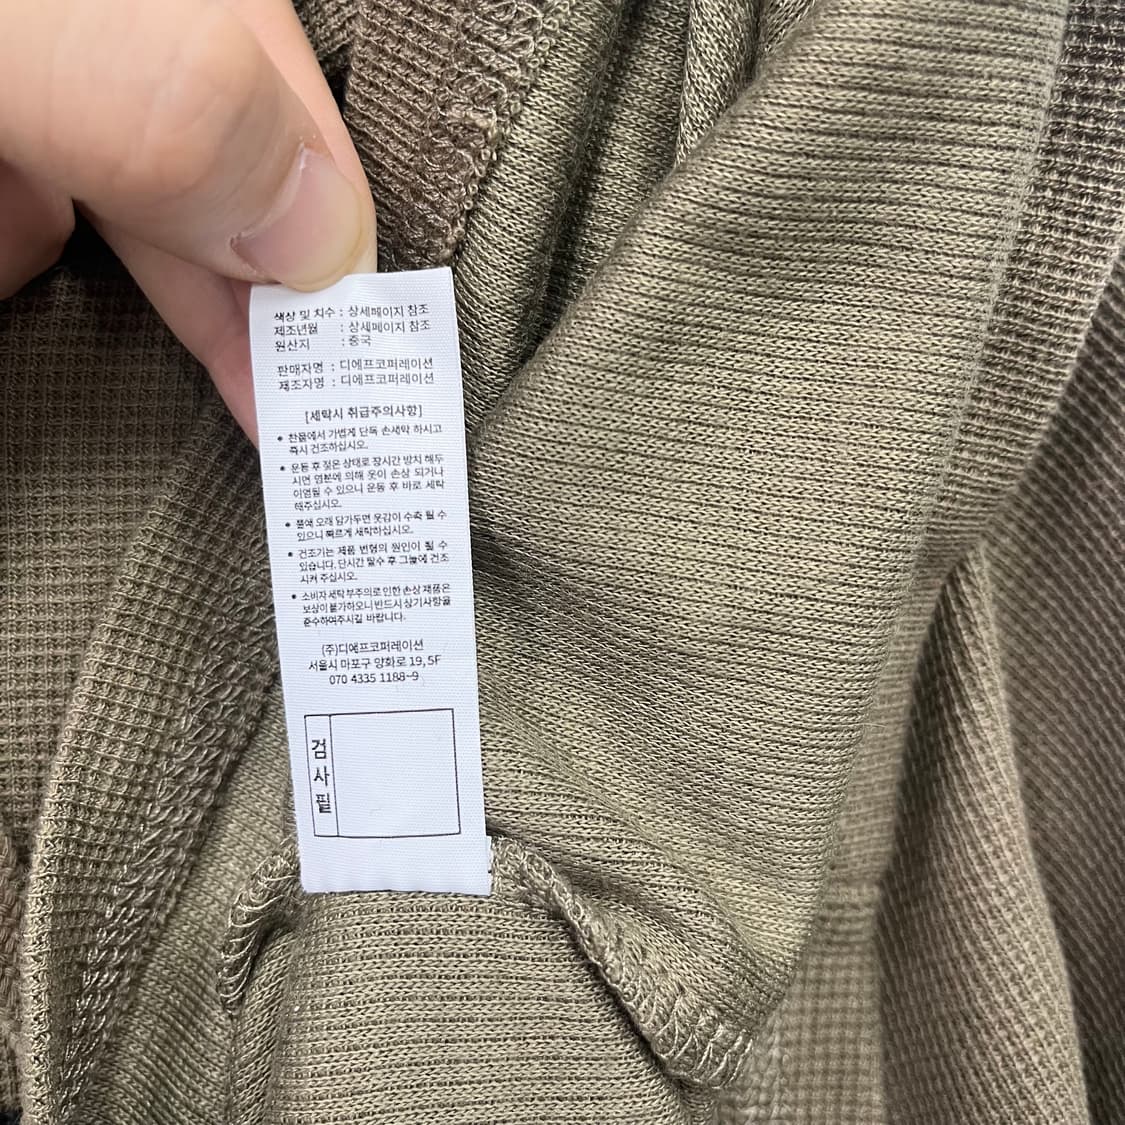 색상 및 치수 : 상세페이지 참조
제조년월 : 상세페이지 참조
원산지 : 중국
판매자명 : 디에프코퍼레이션
제조자명 : 디에프코퍼레이션
[세탁시 취급주의사항]
• 찬물에서 가볍게 단독 손세탁 하시고
즉시 건조하십시오.
• 운동 후 젖은 상태로 장시간 방치 해두
시면 염분에 의해 옷이 손상 되거나
이염될 수 있으니 운동 후 바로 세탁
해주십시오.
• 물에 오래 담가두면 옷감이 수축 될 수
있으니 빠르게 세탁하십시오.
• 건조기는 제품 변형의 원인이 될 수
있습니다. 단시간 탈수 후 그늘에 건조
시켜 주십시오.
• 소비자 세탁 부주의로 인한 손상 제품은
보상이 불가하오니 반드시 상기사항을
준수하여주시길 바랍니다.
(주)디에프코퍼레이션
서울시 마포구 양화로 19, 5F
070 4335 1188~9
검사필